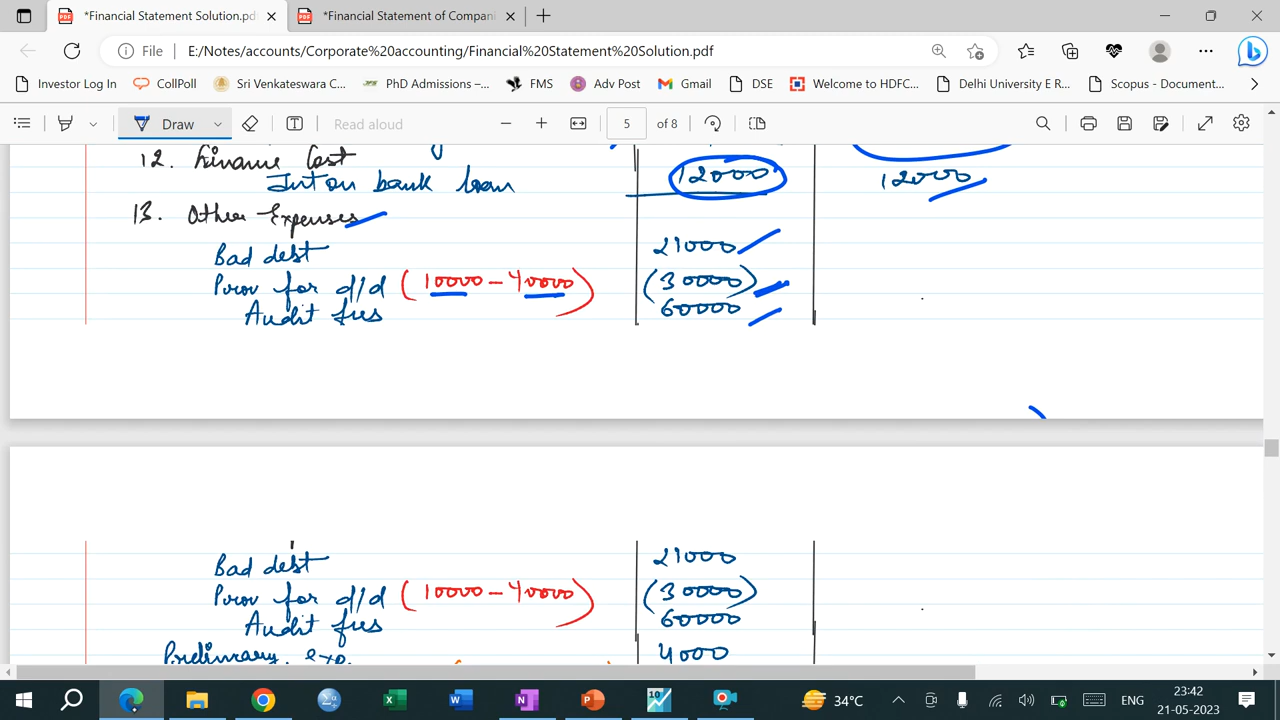 *Financial Statement Solution.pd
*Financial Statement of Compani
File
E:/Notes/accounts/Corporate%20accounting/Financial%20Statement%20Solution.pdf
Investor Log In
CollPoll
Sri Venkateswara C...
PhD Admissions –...
FMS
Adv Post
Gmail
DSE
Welcome to HDFC...
Delhi University E R...
Scopus - Document...
Draw
Read aloud
5
of 8
12. Finance Cost
Int on bank loan 12000 12000
13. Other Expenses
Bad debt 21000
Prov for d/d (10000 - 40000) (30000)
Audit fees 60000
Bad debt 21000
Prov for d/d (10000 - 40000) (30000)
Audit fees 60000
Preliminary exp. 4000
34°C
ENG
23:42
21-05-2023